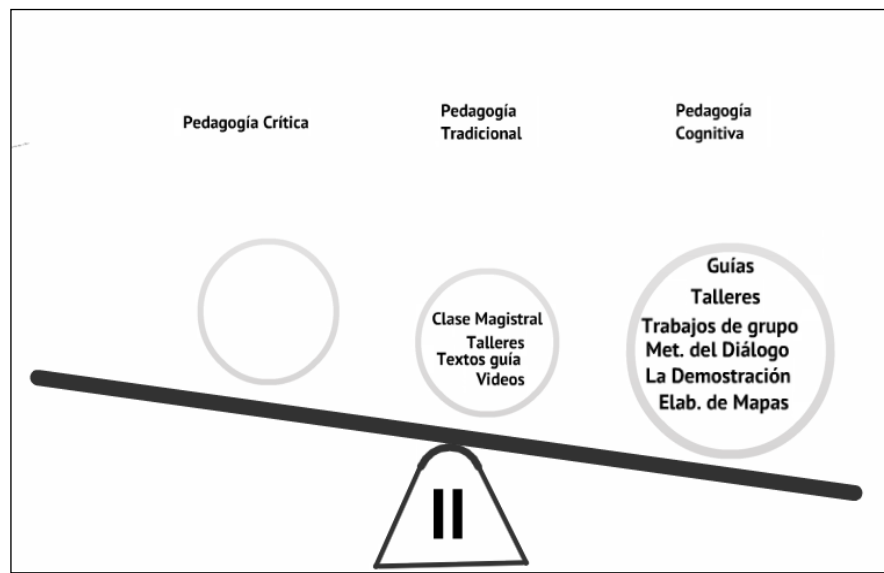 Pedagogía Crítica
Pedagogía
Tradicional
Pedagogía
Cognitiva
Clase Magistral
Talleres
Textos guía
Videos
Guías
Talleres
Trabajos de grupo
Met. del Diálogo
La Demostración
Elab. de Mapas
II